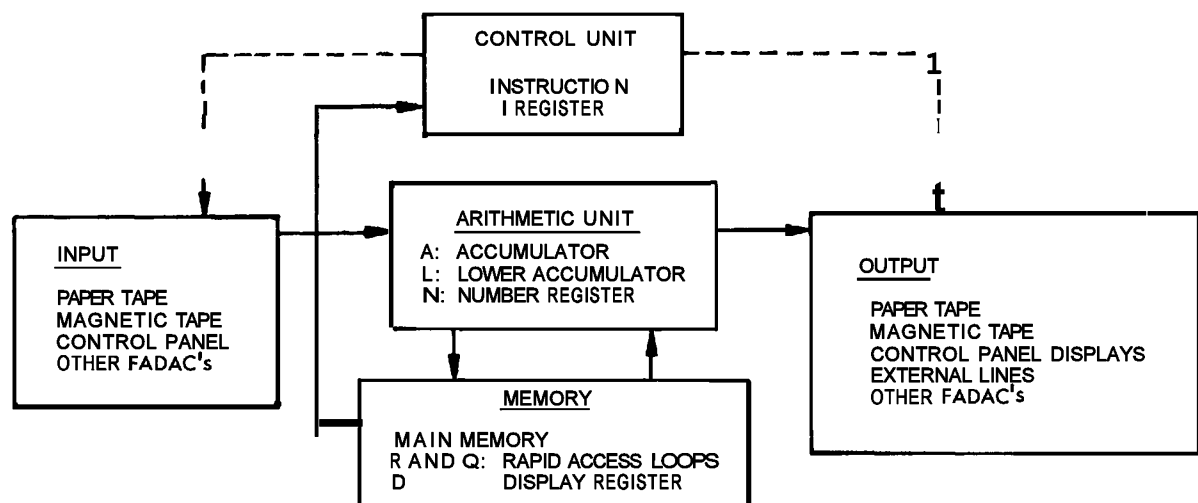 CONTROL UNIT
INSTRUCTION
I REGISTER
INPUT
PAPER TAPE
MAGNETIC TAPE
CONTROL PANEL
OTHER FADAC's
ARITHMETIC UNIT
A: ACCUMULATOR
L: LOWER ACCUMULATOR
N: NUMBER REGISTER
OUTPUT
PAPER TAPE
MAGNETIC TAPE
CONTROL PANEL DISPLAYS
EXTERNAL LINES
OTHER FADAC's
MEMORY
MAIN MEMORY
R AND Q: RAPID ACCESS LOOPS
D DISPLAY REGISTER